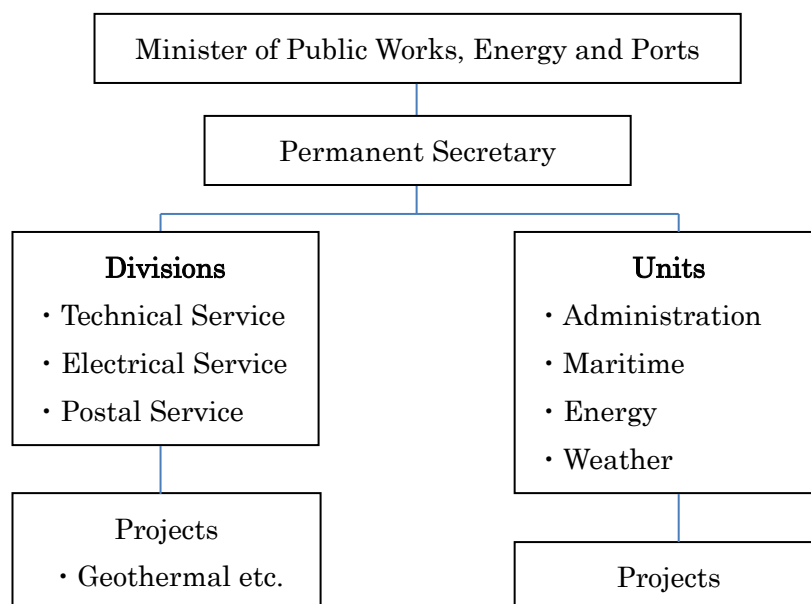 Minister of Public Works, Energy and Ports
Permanent Secretary
Divisions
・Technical Service
・Electrical Service
・Postal Service
Units
・Administration
・Maritime
・Energy
・Weather
Projects
・Geothermal etc.
Projects